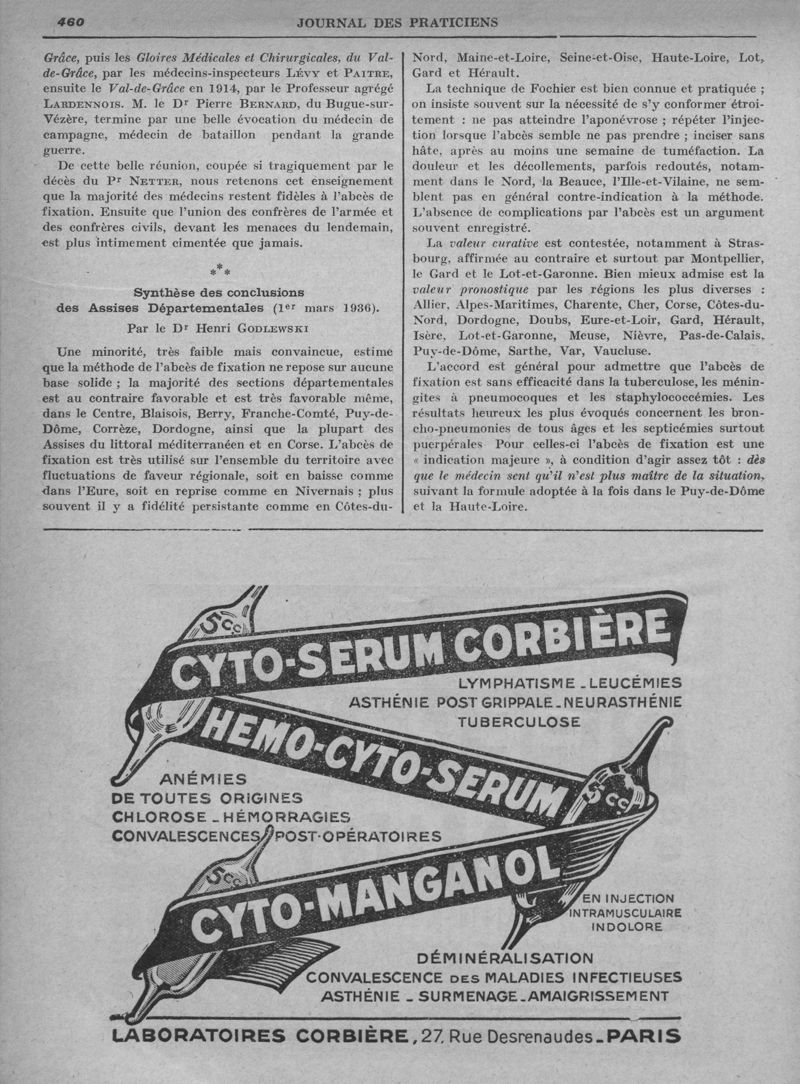 460
JOURNAL DES PRATICIENS
Grâce, puis les Gloires Médicales et Chirurgicales, du Val-
de-Grâce, par les médecins-inspecteurs LÉVY et PAITRE,
ensuite le Val-de-Grâce en 1914, par le Professeur agrégé
LARDENNOIS. M. le Dr Pierre BERNARD, du Bugue-sur-
Vézère, termine par une belle évocation du médecin de
campagne, médecin de bataillon pendant la grande
guerre.
De cette belle réunion, coupée si tragiquement par le
décès du Pr NETTER, nous retenons cet enseignement
que la majorité des médecins restent fidèles à l'abcès de
fixation. Ensuite que l'union des confrères de l'armée et
des confrères civils, devant les menaces du lendemain,
est plus intimement cimentée que jamais.
***
Synthèse des conclusions
des Assises Départementales (1er mars 1936).
Par le Dr Henri GODLEWSKI
Une minorité, très faible mais convaincue, estime
que la méthode de l'abcès de fixation ne repose sur aucune
base solide ; la majorité des sections départementales
est au contraire favorable et est très favorable même,
dans le Centre, Blaisois, Berry, Franche-Comté, Puy-de-
Dôme, Corrèze, Dordogne, ainsi que la plupart des
Assises du littoral méditerranéen et en Corse. L'abcès de
fixation est très utilisé sur l'ensemble du territoire avec
fluctuations de faveur régionale, soit en baisse comme
dans l'Eure, soit en reprise comme en Nivernais ; plus
souvent il y a fidélité persistante comme en Côtes-du-
Nord, Maine-et-Loire, Seine-et-Oise, Haute-Loire, Lot,
Gard et Hérault.
La technique de Fochier est bien connue et pratiquée ;
on insiste souvent sur la nécessité de s'y conformer étroi-
tement : ne pas atteindre l'aponévrose ; répéter l'injec-
tion lorsque l'abcès semble ne pas prendre ; inciser sans
hâte, après au moins une semaine de tuméfaction. La
douleur et les décollements, parfois redoutés, notam-
ment dans le Nord, la Beauce, l'Ille-et-Vilaine, ne sem-
blent pas en général contre-indication à la méthode.
L'absence de complications par l'abcès est un argument
souvent enregistré.
La valeur curative est contestée, notamment à Stras-
bourg, affirmée au contraire et surtout par Montpellier,
le Gard et le Lot-et-Garonne. Bien mieux admise est la
valeur pronostique par les régions les plus diverses :
Allier, Alpes-Maritimes, Charente, Cher, Corse, Côtes-du-
Nord, Dordogne, Doubs, Eure-et-Loir, Gard, Hérault,
Isère, Lot-et-Garonne, Meuse, Nièvre, Pas-de-Calais,
Puy-de-Dôme, Sarthe, Var, Vaucluse.
L'accord est général pour admettre que l'abcès de
fixation est sans efficacité dans la tuberculose, les ménin-
gites à pneumocoques et les staphylococcémies. Les
résultats heureux les plus évoqués concernent les bron-
cho-pneumonies de tous âges et les septicémies surtout
puerpérales Pour celles-ci l'abcès de fixation est une
« indication majeure », à condition d'agir assez tôt : dès
que le médecin sent qu'il n'est plus maître de la situation,
suivant la formule adoptée à la fois dans le Puy-de-Dôme
et la Haute-Loire.
5cc
CYTO-SERUM CORBIÈRE
LYMPHATISME - LEUCÉMIES
ASTHÉNIE POST GRIPPALE - NEURASTHÉNIE
TUBERCULOSE
HEMO-CYTO-SERUM
5cc
ANÉMIES
DE TOUTES ORIGINES
CHLOROSE - HÉMORRAGIES
CONVALESCENCES POST-OPÉRATOIRES
5cc
CYTO-MANGANOL
EN INJECTION
INTRAMUSCULAIRE
INDOLORE
DÉMINÉRALISATION
CONVALESCENCE DES MALADIES INFECTIEUSES
ASTHÉNIE - SURMENAGE - AMAIGRISSEMENT
LABORATOIRES CORBIÈRE, 27, Rue Desrenaudes - PARIS